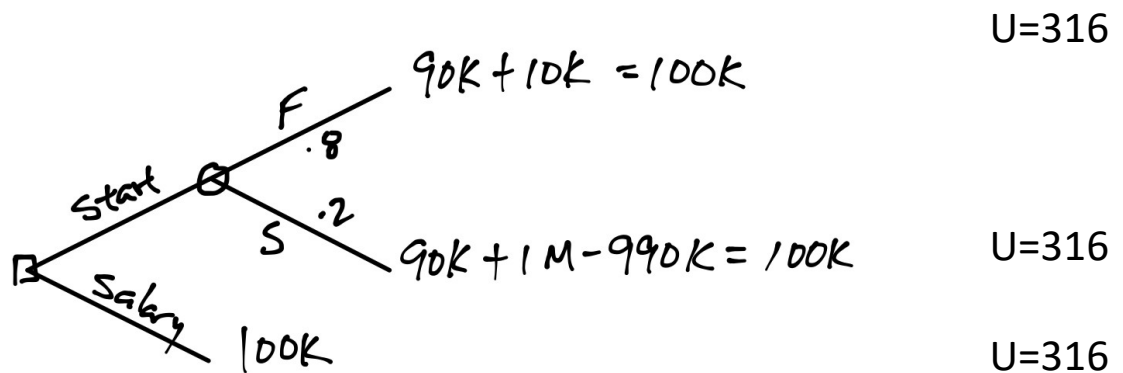 U=316
90K+10K =100K
F
.8
Start
.2
S
90K+1M-990K= 100K
U=316
Salary
100K
U=316